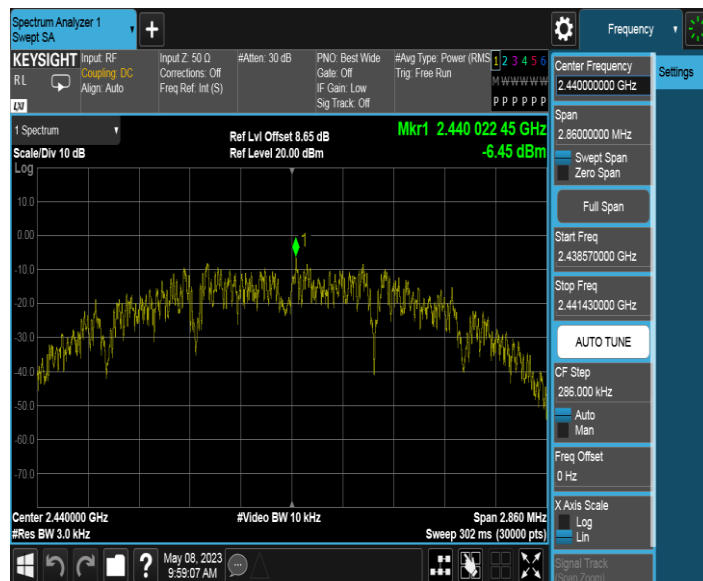 Spectrum Analyzer 1
Swept SA
+
Frequency
KEYSIGHT
RL
LXI
Input: RF
Coupling: DC
Align: Auto
Input Z: 50 Ω
Corrections: Off
Freq Ref: Int (S)
#Atten: 30 dB
PNO: Best Wide
Gate: Off
IF Gain: Low
Sig Track: Off
#Avg Type: Power (RMS
Trig: Free Run
1 2 3 4 5 6
M W W W W W
P P P P P P
Center Frequency
2.440000000 GHz
Settings
Span
2.86000000 MHz
Swept Span
Zero Span
Full Span
Start Freq
2.438570000 GHz
Stop Freq
2.441430000 GHz
AUTO TUNE
CF Step
286.000 kHz
Auto
Man
Freq Offset
0 Hz
X Axis Scale
Log
Lin
Signal Track
(Span Zoom)
1 Spectrum
Scale/Div 10 dB
Ref Lvl Offset 8.65 dB
Ref Level 20.00 dBm
Mkr1 2.440 022 45 GHz
-6.45 dBm
Log
10.0
0.00
-10.0
-20.0
-30.0
-40.0
-50.0
-60.0
-70.0
1
Center 2.440000 GHz
#Res BW 3.0 kHz
#Video BW 10 kHz
Span 2.860 MHz
Sweep 302 ms (30000 pts)
?
May 08, 2023
9:59:07 AM